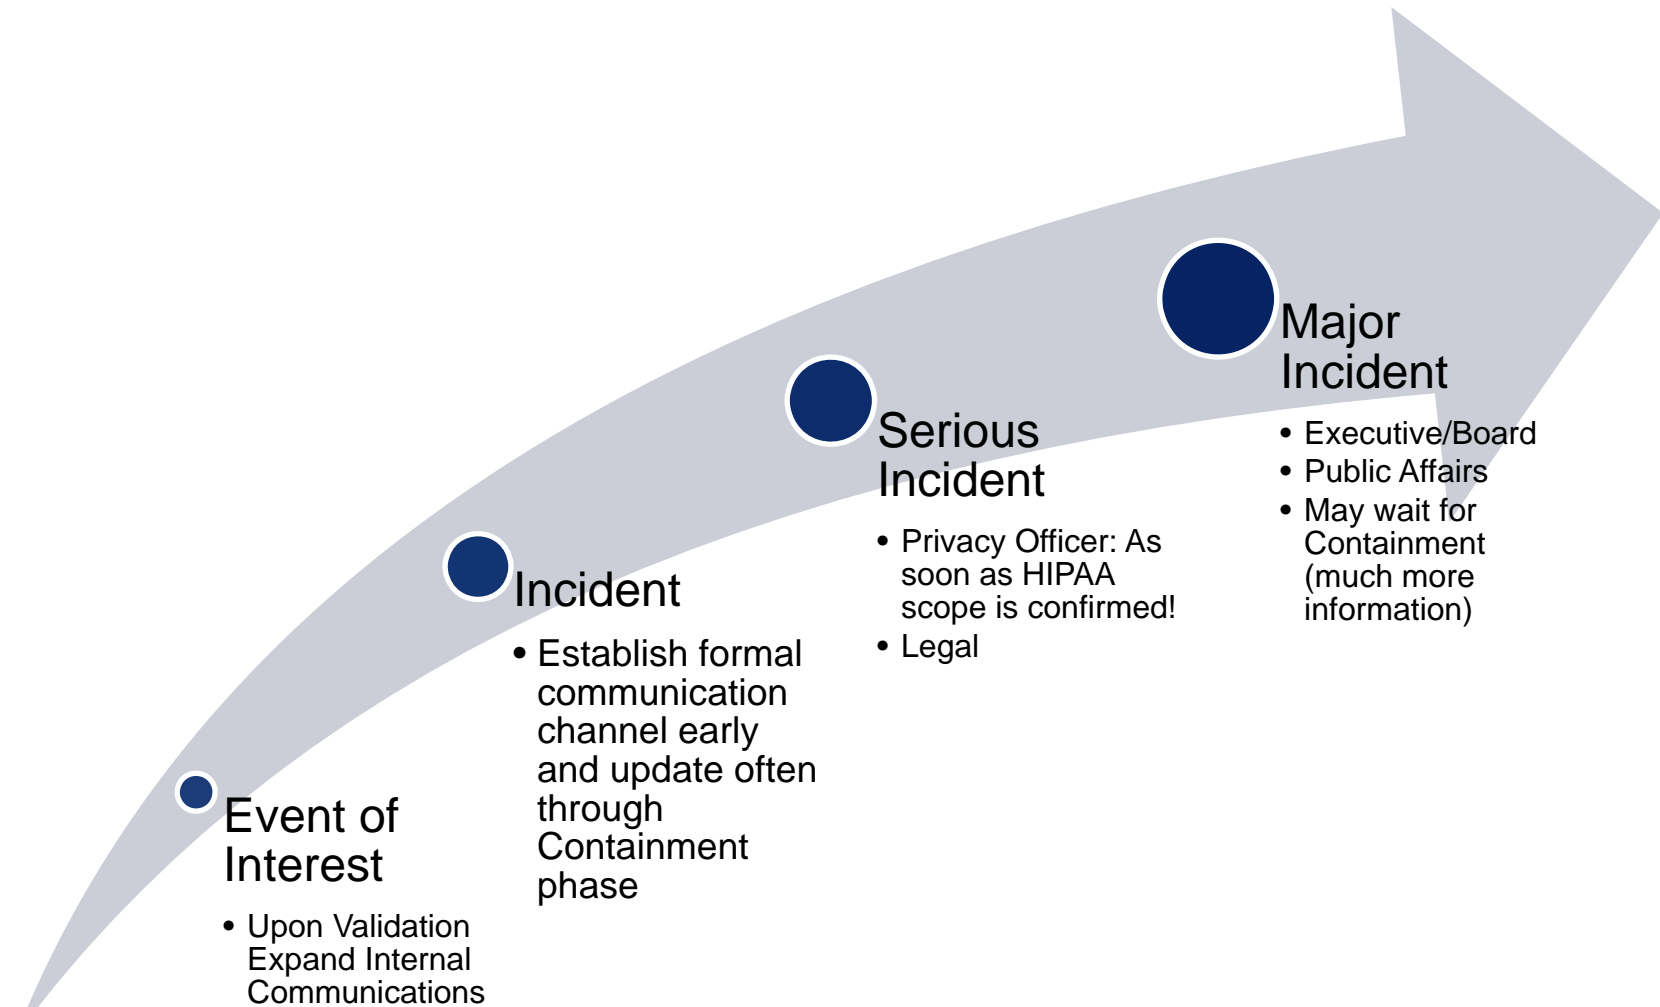 Event of
Interest
• Upon Validation
Expand Internal
Communications
Incident
• Establish formal
communication
channel early
and update often
through
Containment
phase
Serious
Incident
• Privacy Officer: As
soon as HIPAA
scope is confirmed!
• Legal
Major
Incident
• Executive/Board
• Public Affairs
• May wait for
Containment
(much more
information)